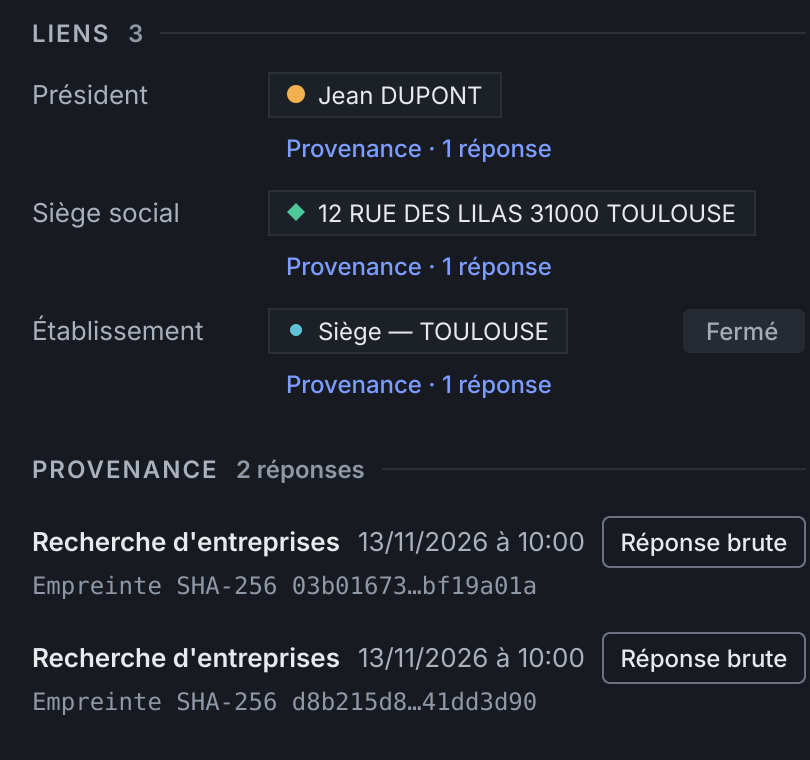 LIENS 3
Président Jean DUPONT
Provenance · 1 réponse
Siège social 12 RUE DES LILAS 31000 TOULOUSE
Provenance · 1 réponse
Établissement Siège — TOULOUSE Fermé
Provenance · 1 réponse
PROVENANCE 2 réponses
Recherche d'entreprises 13/11/2026 à 10:00 Réponse brute
Empreinte SHA-256 03b01673…bf19a01a
Recherche d'entreprises 13/11/2026 à 10:00 Réponse brute
Empreinte SHA-256 d8b215d8…41dd3d90